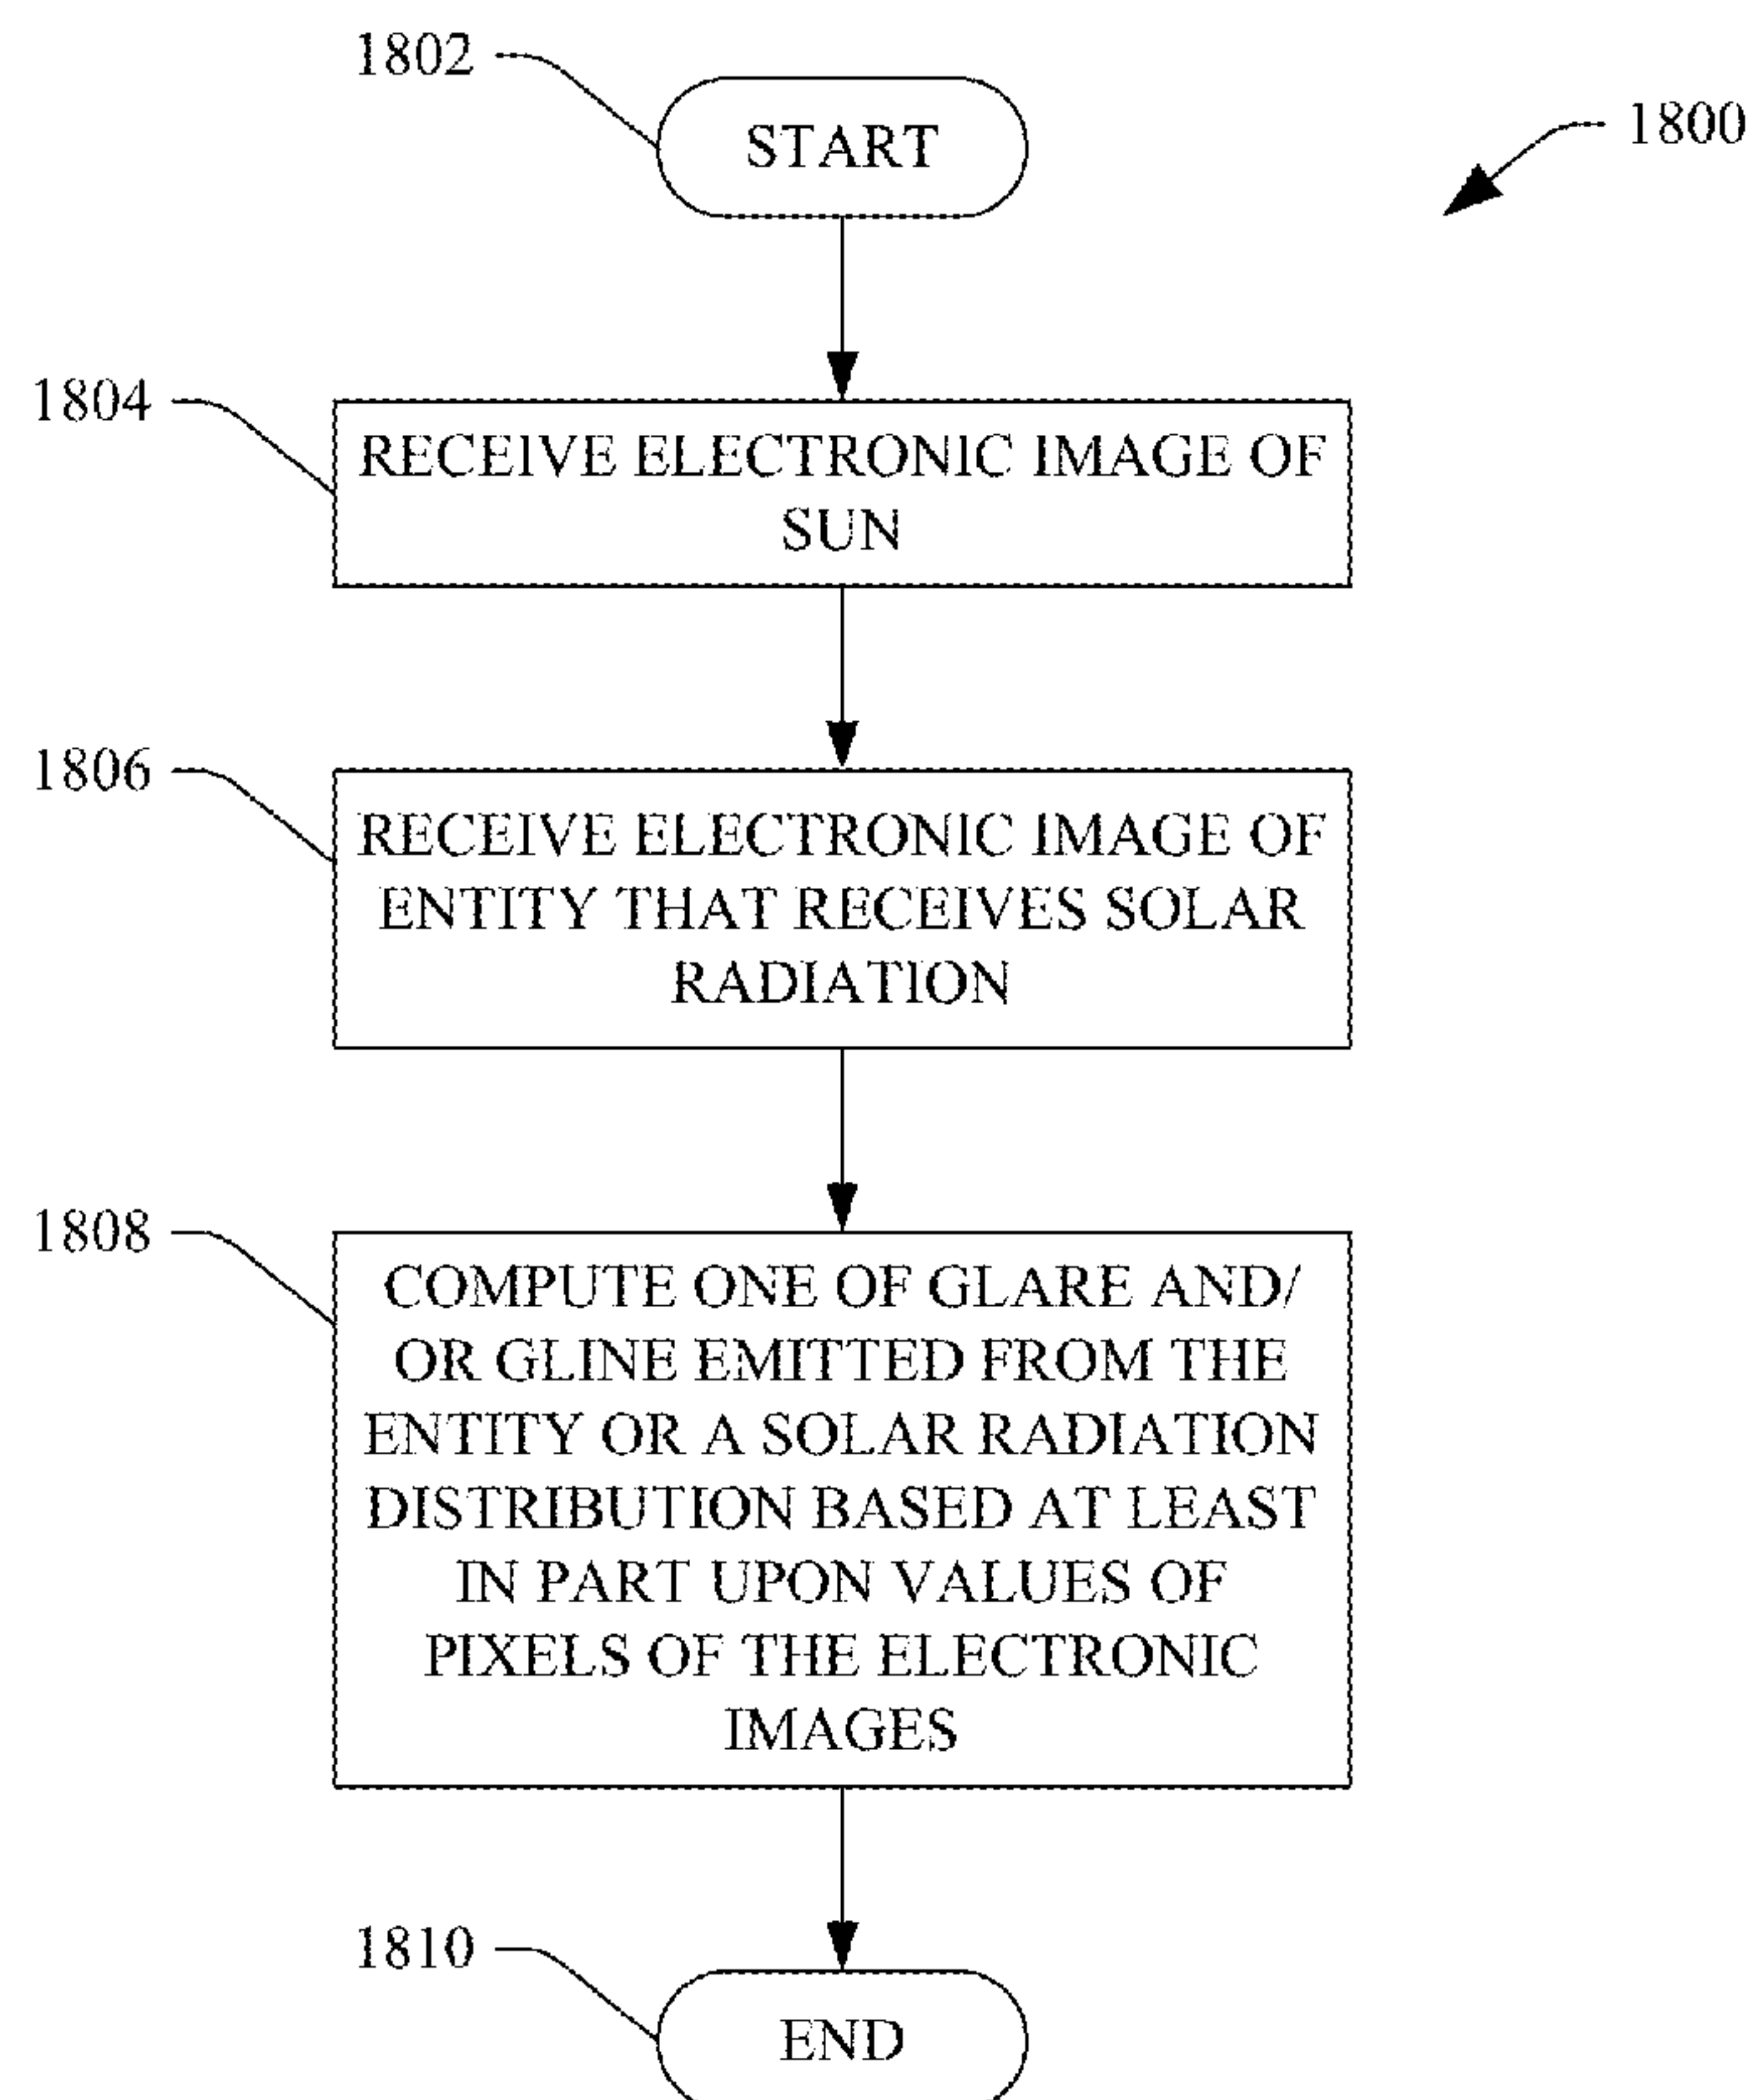 1802
START
1800
1804
RECEIVE ELECTRONIC IMAGE OF
SUN
1806
RECEIVE ELECTRONIC IMAGE OF
ENTITY THAT RECEIVES SOLAR
RADIATION
1808
COMPUTE ONE OF GLARE AND/
OR GLINE EMITTED FROM THE
ENTITY OR A SOLAR RADIATION
DISTRIBUTION BASED AT LEAST
IN PART UPON VALUES OF
PIXELS OF THE ELECTRONIC
IMAGES
1810
END